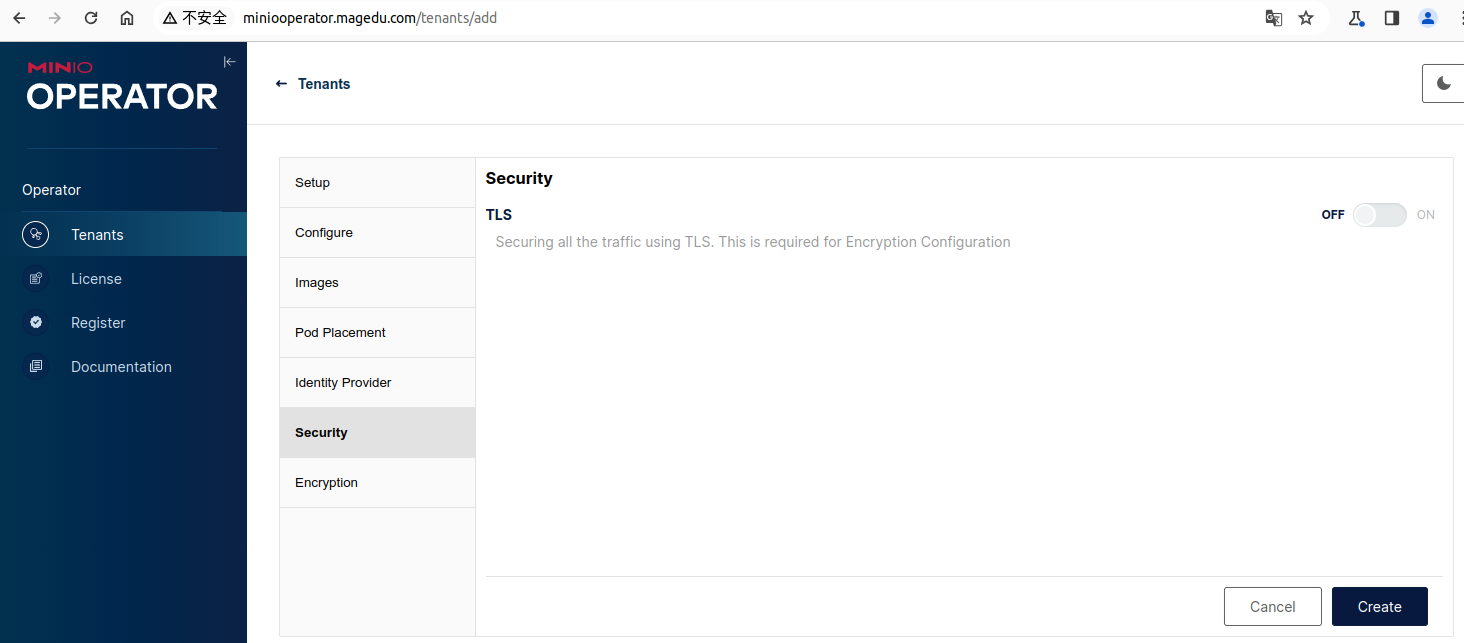 不安全 miniooperator.magedu.com/tenants/add
MINIO
OPERATOR
Operator
Tenants
License
Register
Documentation
Tenants
Setup
Configure
Images
Pod Placement
Identity Provider
Security
Encryption
Security
TLS
OFF ON
Securing all the traffic using TLS. This is required for Encryption Configuration
Cancel Create